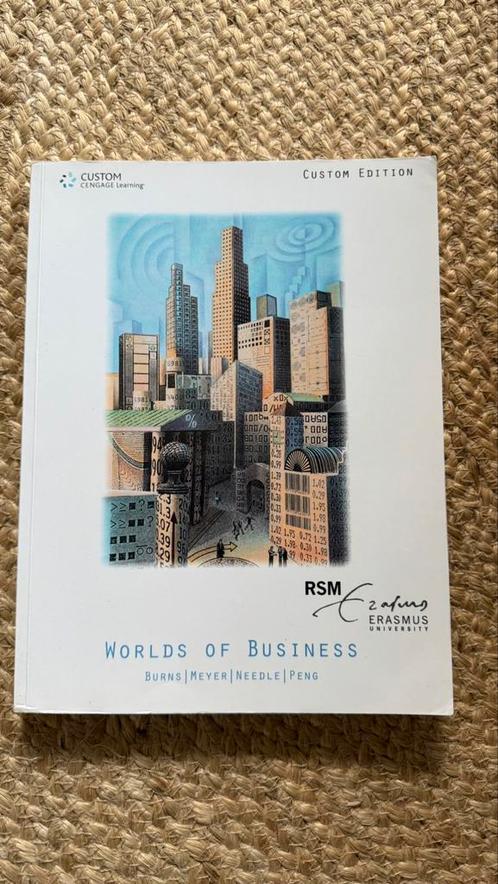 CUSTOM
CENGAGE Learning
CUSTOM EDITION
RSM
Erasmus
ERASMUS
UNIVERSITY
WORLDS OF BUSINESS
BURNS|MEYER|NEEDLE|PENG